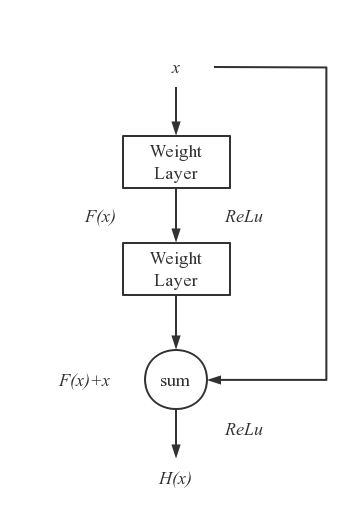 x
Weight
Layer
F(x)
ReLu
Weight
Layer
F(x)+x
sum
ReLu
H(x)